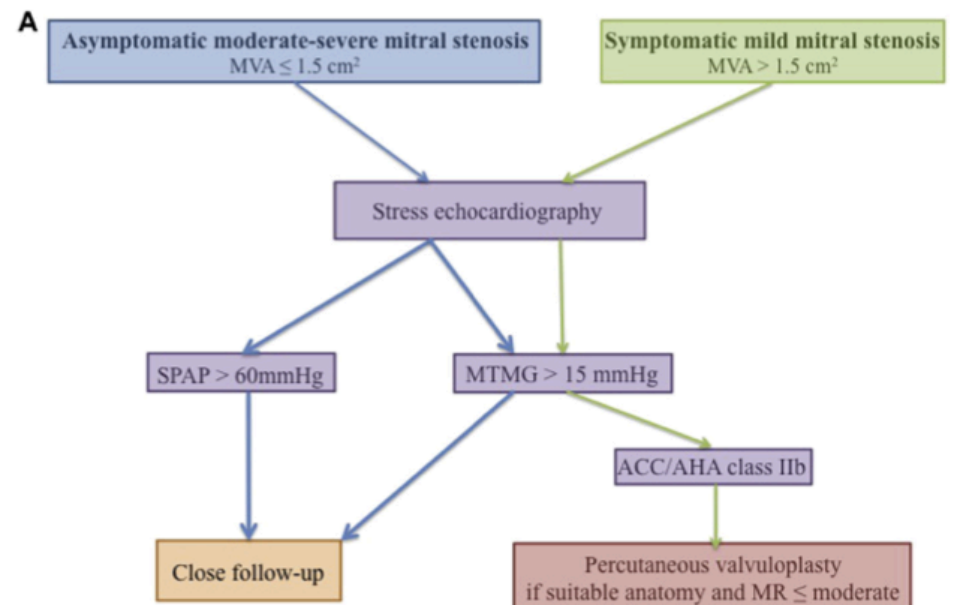 A
Asymptomatic moderate-severe mitral stenosis
MVA ≤ 1.5 cm²
Symptomatic mild mitral stenosis
MVA > 1.5 cm²
Stress echocardiography
SPAP > 60mmHg
MTMG > 15 mmHg
ACC/AHA class IIb
Close follow-up
Percutaneous valvuloplasty
if suitable anatomy and MR ≤ moderate